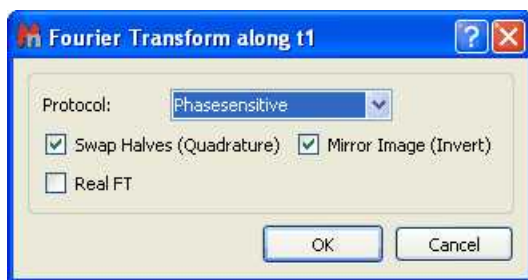 Fourier Transform along t1
Protocol: Phasesensitive
Swap Halves (Quadrature) Mirror Image (Invert)
Real FT
OK Cancel